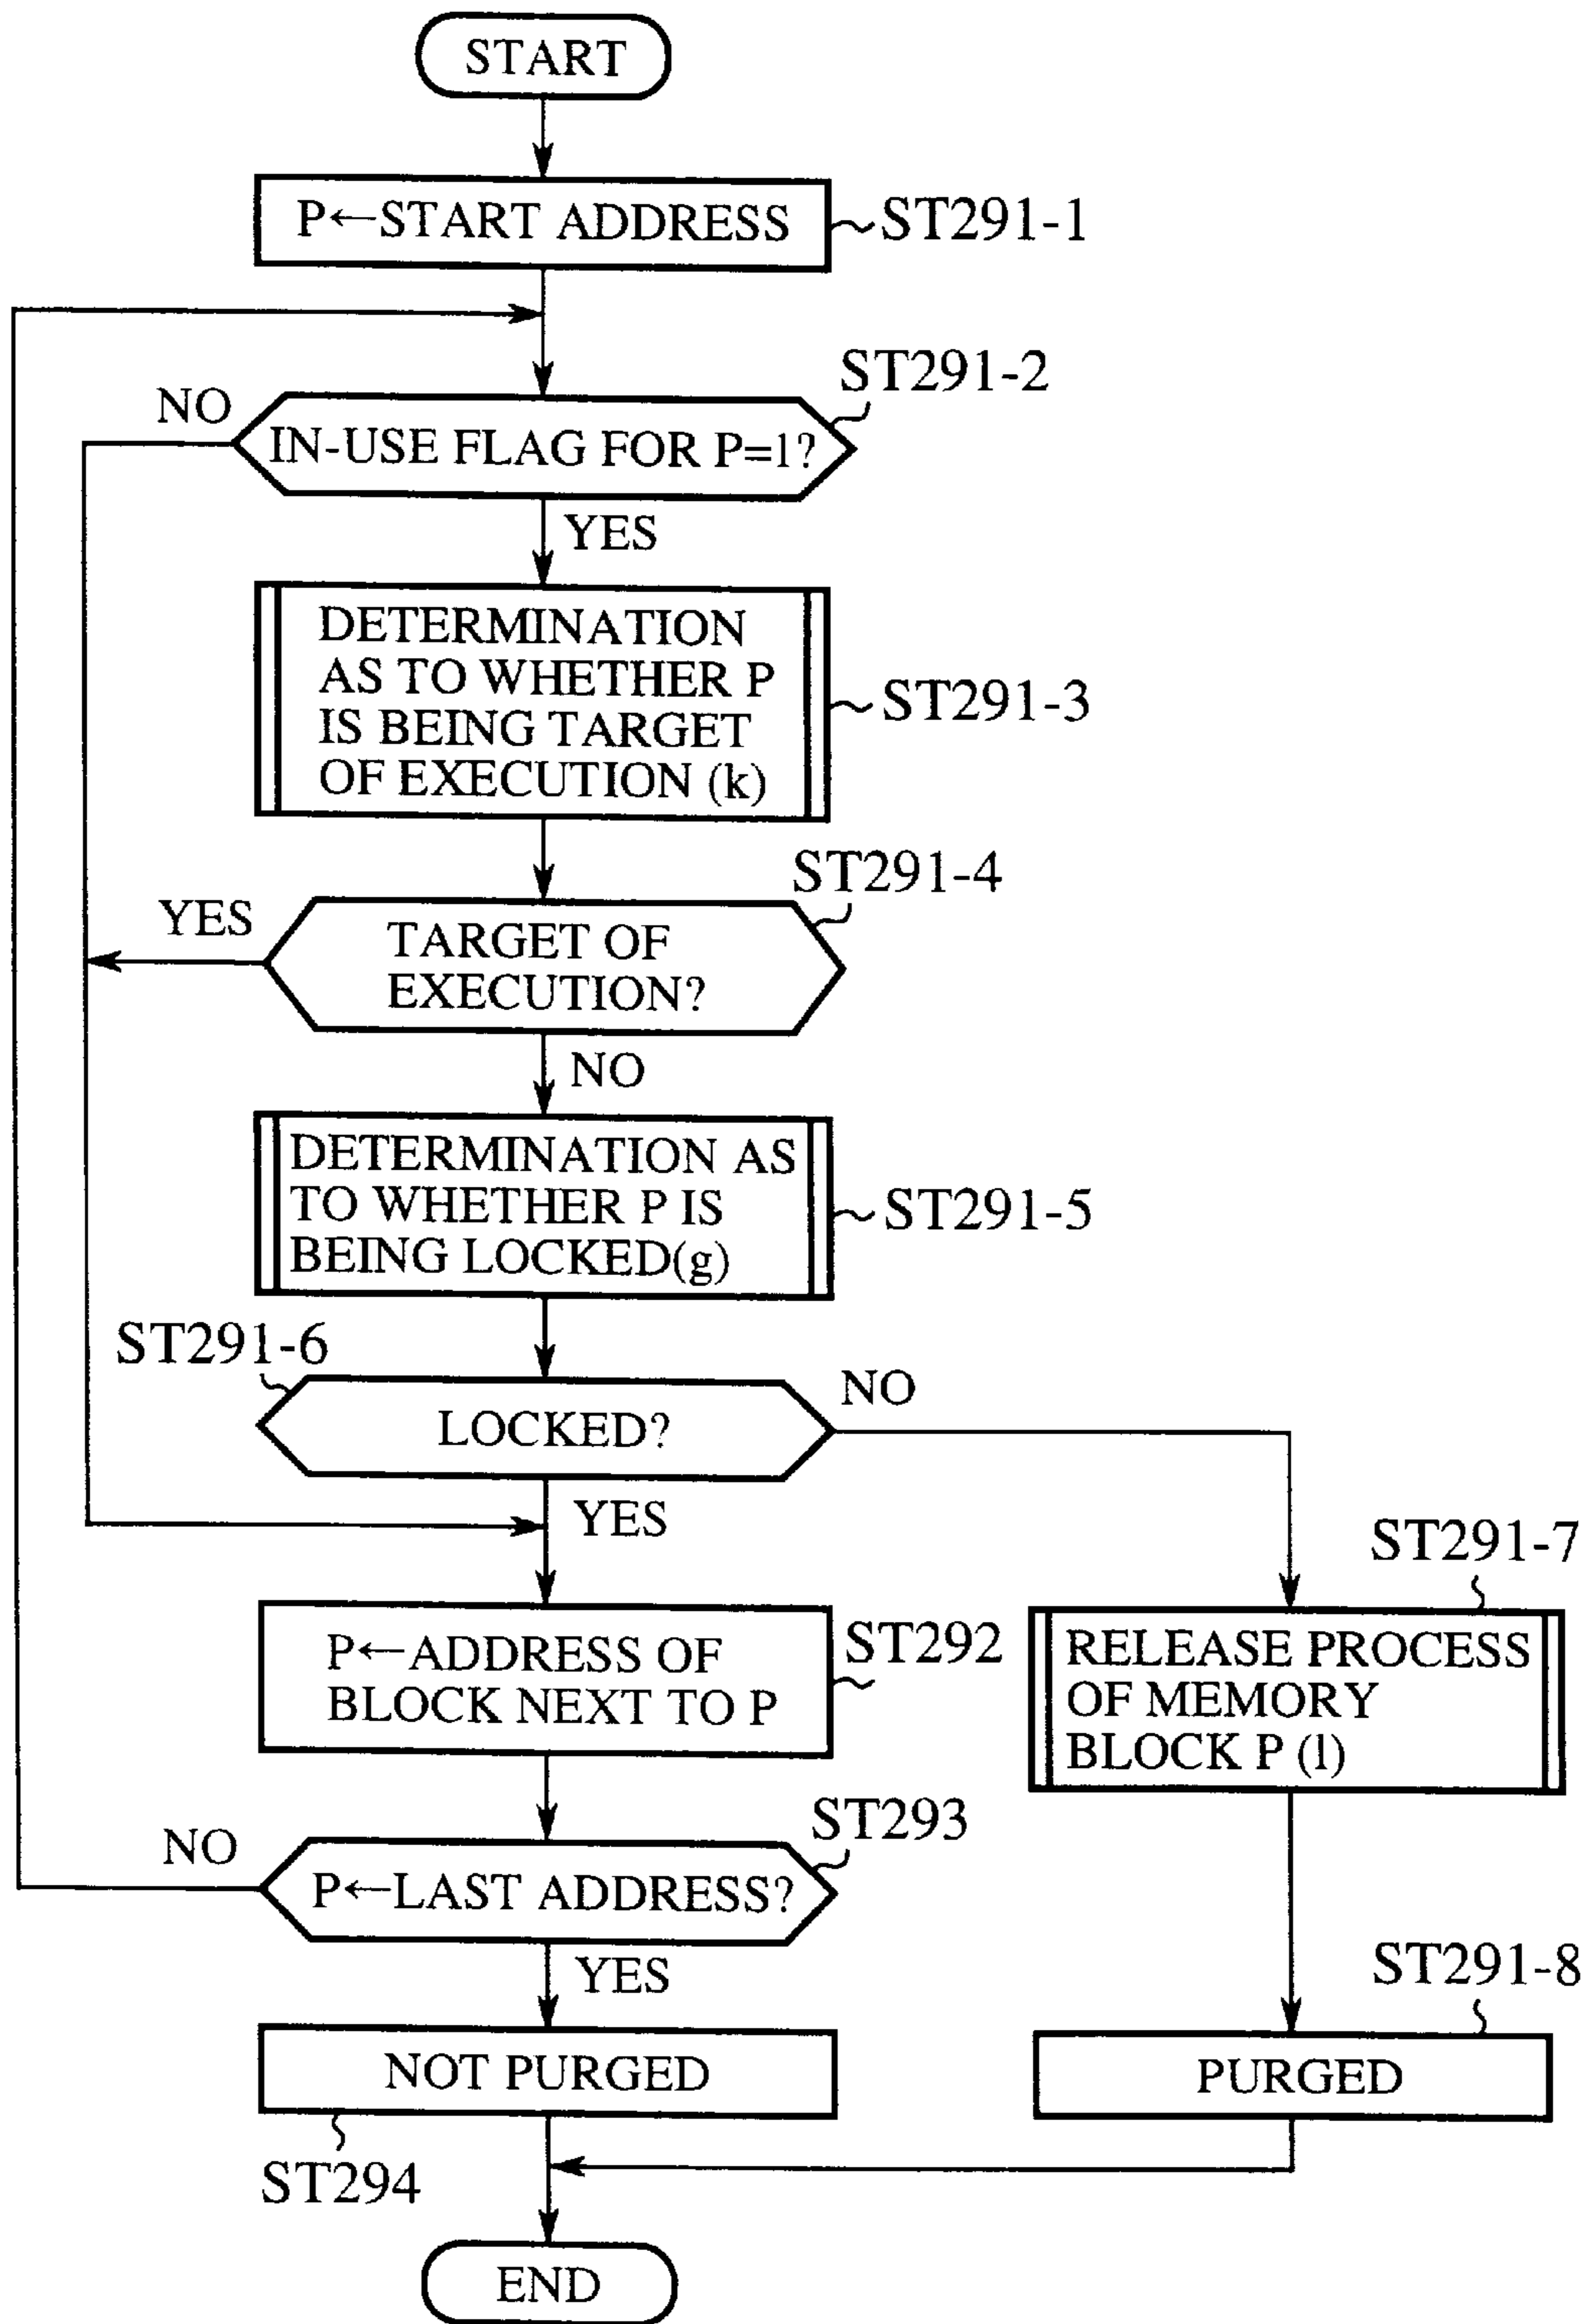 START
P←START ADDRESS
ST291-1
ST291-2
NO
IN-USE FLAG FOR P=1?
YES
DETERMINATION
AS TO WHETHER P
IS BEING TARGET
OF EXECUTION (k)
ST291-3
ST291-4
YES
TARGET OF
EXECUTION?
NO
DETERMINATION AS
TO WHETHER P IS
BEING LOCKED(g)
ST291-5
ST291-6
NO
LOCKED?
YES
ST291-7
P←ADDRESS OF
BLOCK NEXT TO P
ST292
RELEASE PROCESS
OF MEMORY
BLOCK P (l)
ST293
NO
P←LAST ADDRESS?
YES
ST291-8
NOT PURGED
PURGED
ST294
END